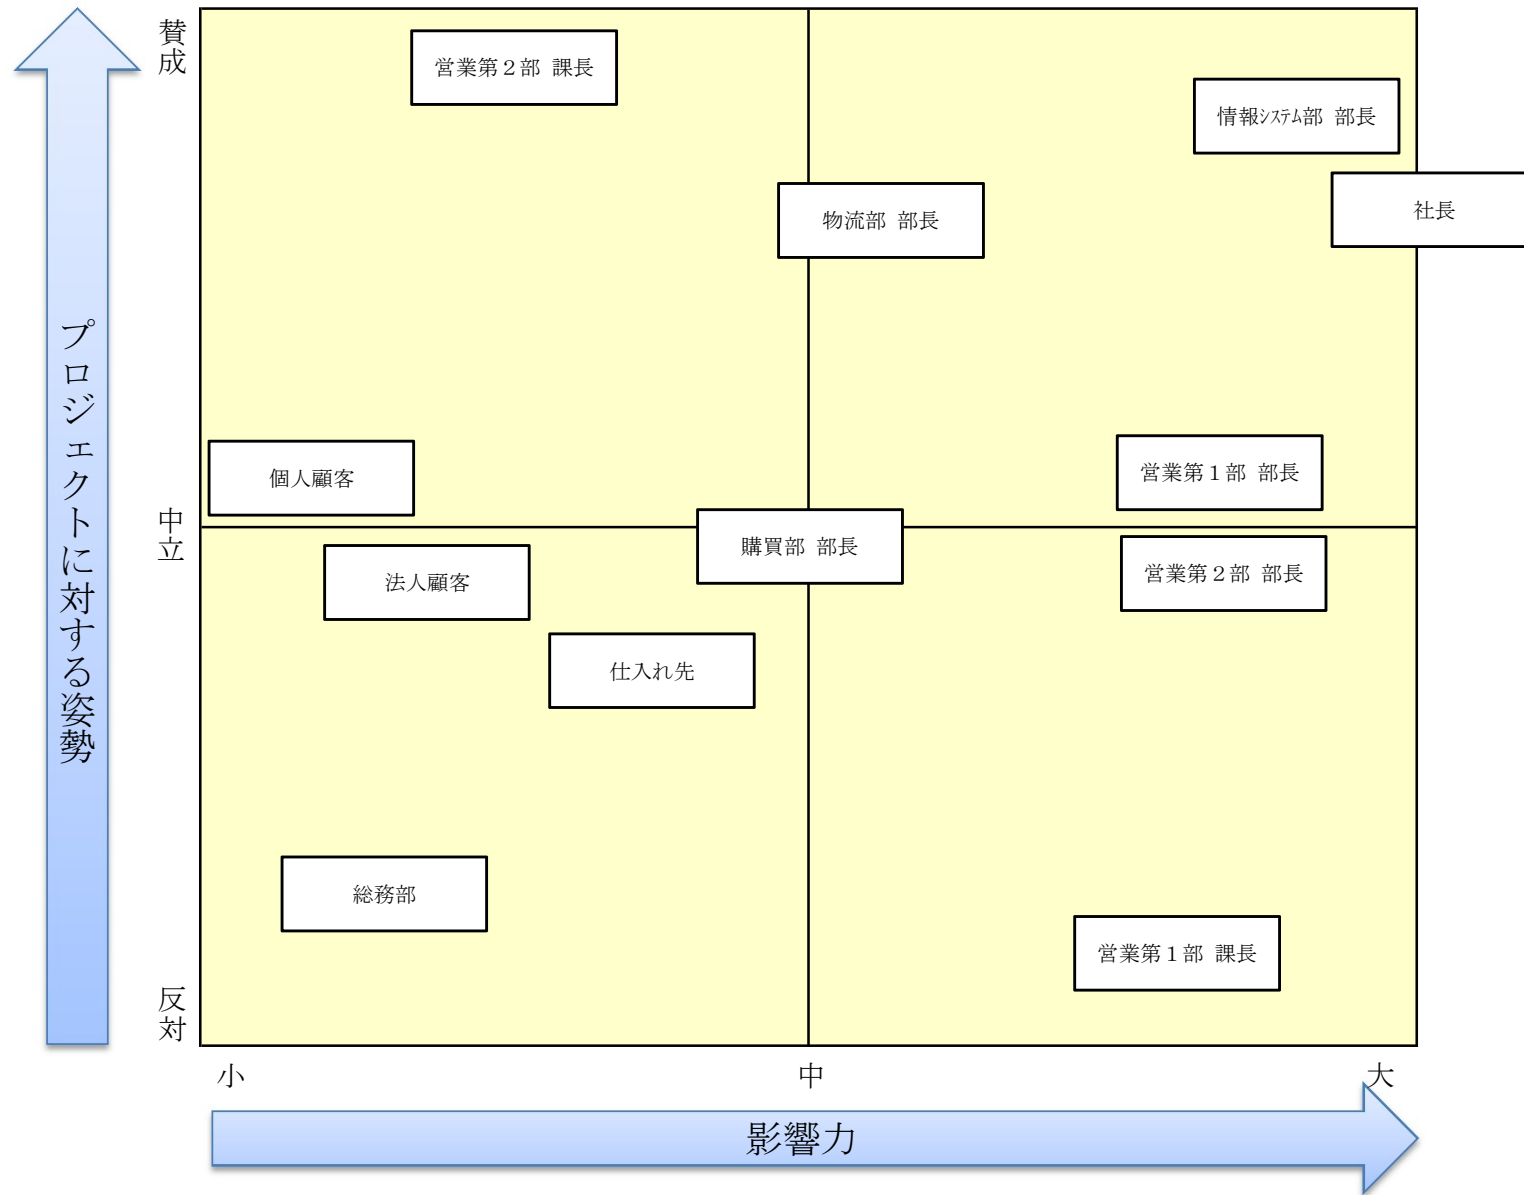 賛成
営業第２部 課長
情報ｼｽﾃﾑ部 部長
社長
物流部 部長
プロジェクトに対する姿勢
個人顧客
営業第１部 部長
中立
購買部 部長
法人顧客
営業第２部 部長
仕入れ先
総務部
営業第１部 課長
反対
小
中
大
影響力